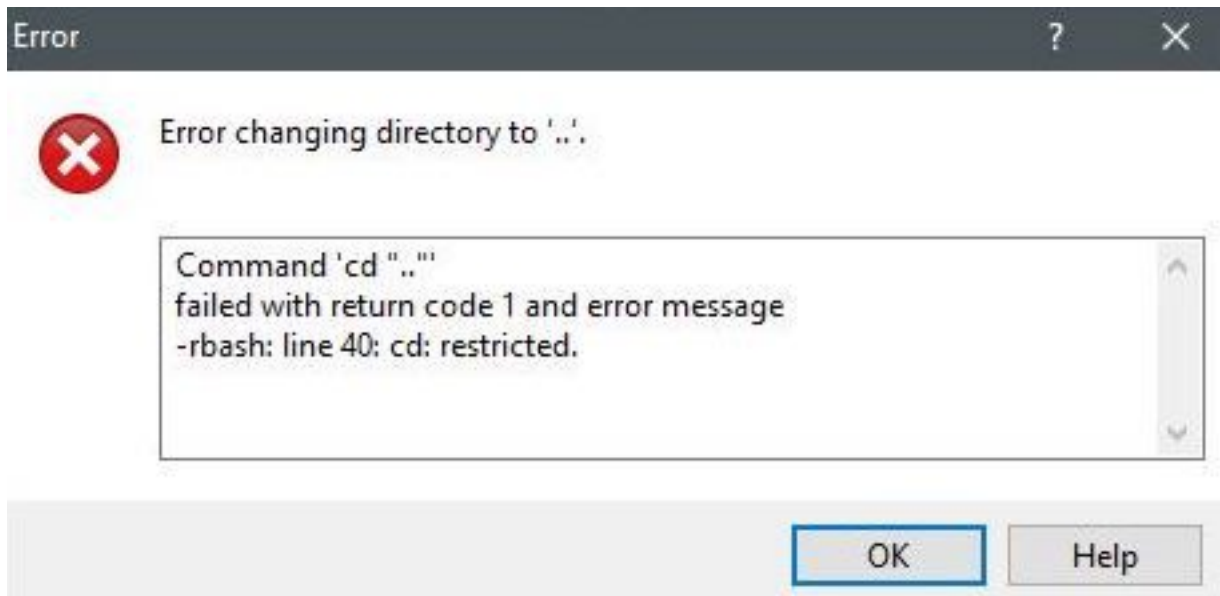 Error
Error changing directory to '..'.
Command 'cd ".."'
failed with return code 1 and error message
-rbash: line 40: cd: restricted.
OK
Help